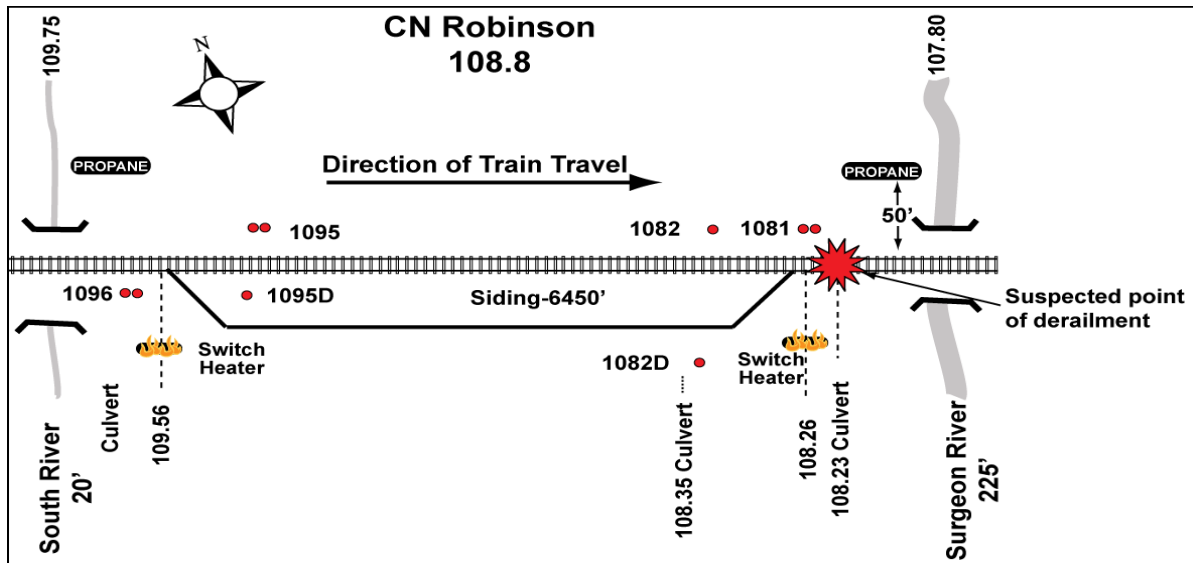 CN Robinson
108.8
109.75
107.80
N
PROPANE
Direction of Train Travel
PROPANE
50’
1095
1082
1081
1096
1095D
Siding-6450’
Suspected point
of derailment
Switch
Heater
1082D
Switch
Heater
South River
20’
Culvert
109.56
108.35 Culvert
108.26
108.23 Culvert
Surgeon River
225’